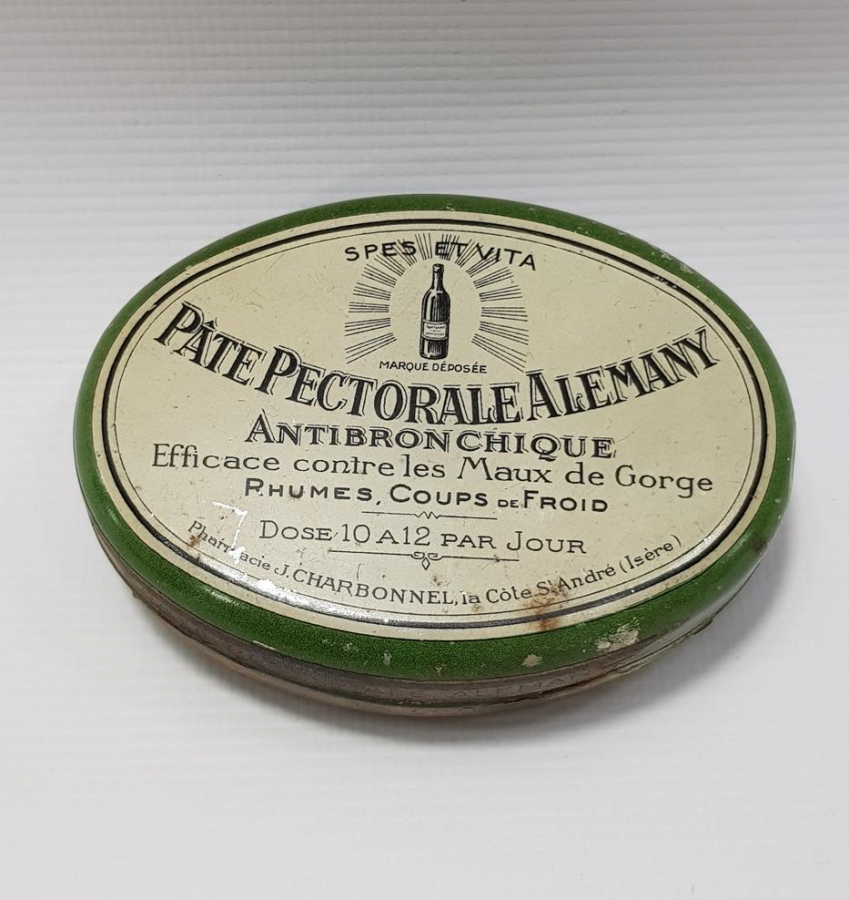 SPES ET VITA
MARQUE DÉPOSÉE
PÂTE PECTORALE ALEMANY
ANTIBRONCHIQUE
Efficace contre les Maux de Gorge
RHUMES, COUPS DE FROID
DOSE 10 A 12 PAR JOUR
Pharmacie J. CHARBONNEL, la Côte St André (Isère)